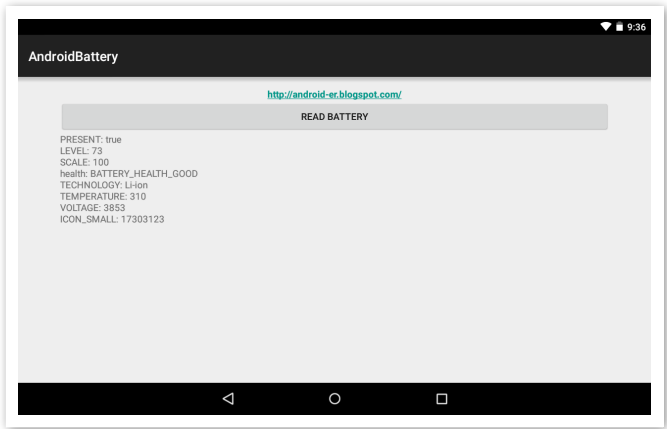 9:36
AndroidBattery
http://android-er.blogspot.com/
READ BATTERY
PRESENT: true
LEVEL: 73
SCALE: 100
health: BATTERY_HEALTH_GOOD
TECHNOLOGY: Li-ion
TEMPERATURE: 310
VOLTAGE: 3853
ICON_SMALL: 17303123